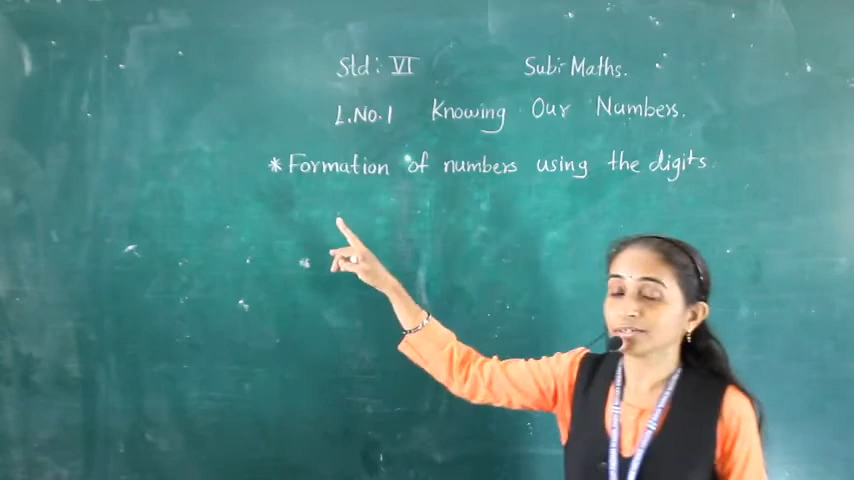 Std: VI Sub:- Maths.
L.No.1 Knowing Our Numbers.
* Formation of numbers using the digits.